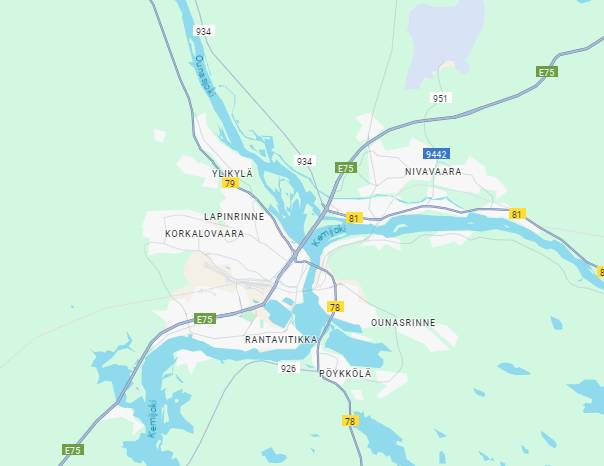 934
Ounasjoki
E75
951
9442
934
E75
NIVAVAARA
YLIKYLÄ
79
LAPINRINNE
81
81
KORKALOVAARA
Kemijoki
8
78
E75
OUNASRINNE
RANTAVITIKKA
926
PÖYKKÖLÄ
Kemijoki
78
E75